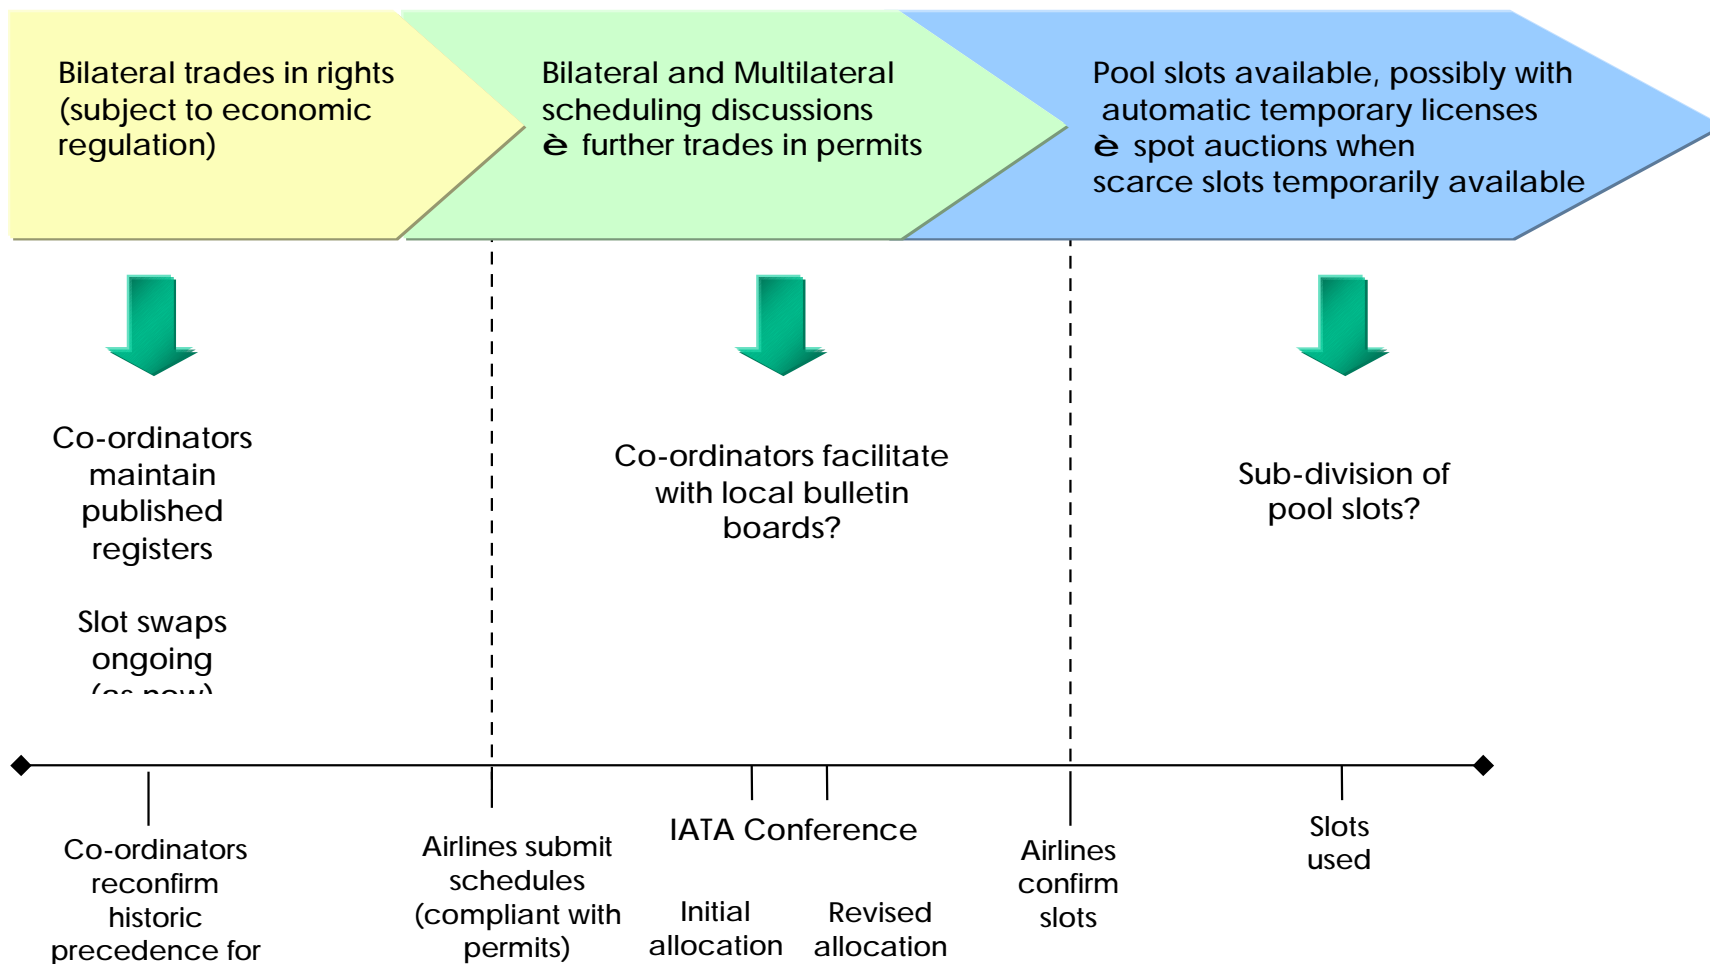 Bilateral trades in rights
(subject to economic
regulation)
Bilateral and Multilateral
scheduling discussions
è further trades in permits
Pool slots available, possibly with
automatic temporary licenses
è spot auctions when
scarce slots temporarily available
Co-ordinators
maintain
published
registers
Slot swaps
ongoing
(as now)
Co-ordinators facilitate
with local bulletin
boards?
Sub-division of
pool slots?
Co-ordinators
reconfirm
historic
precedence for
Airlines submit
schedules
(compliant with
permits)
IATA Conference
Initial
allocation
Revised
allocation
Airlines
confirm
slots
Slots
used